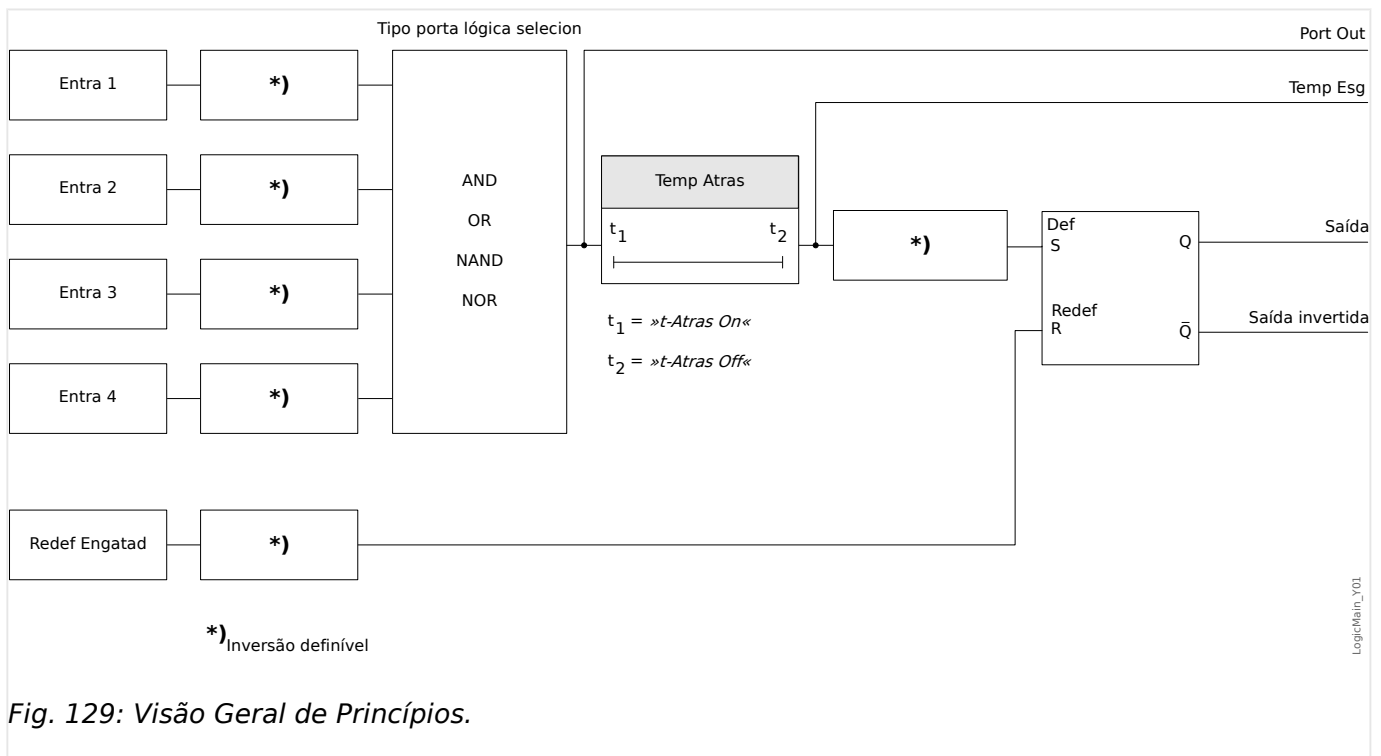 Tipo porta lógica selecion
Port Out
Entra 1
*)
Temp Esg
Entra 2
*)
AND
OR
NAND
NOR
Temp Atras
t1
t2
*)
Def
S
Q
Saída
Entra 3
*)
t1 = »t-Atras On«
t2 = »t-Atras Off«
Redef
R
Q̅
Saída invertida
Entra 4
*)
Redef Engatad
*)
*)Inversão definível
LogicMain_Y01
Fig. 129: Visão Geral de Princípios.